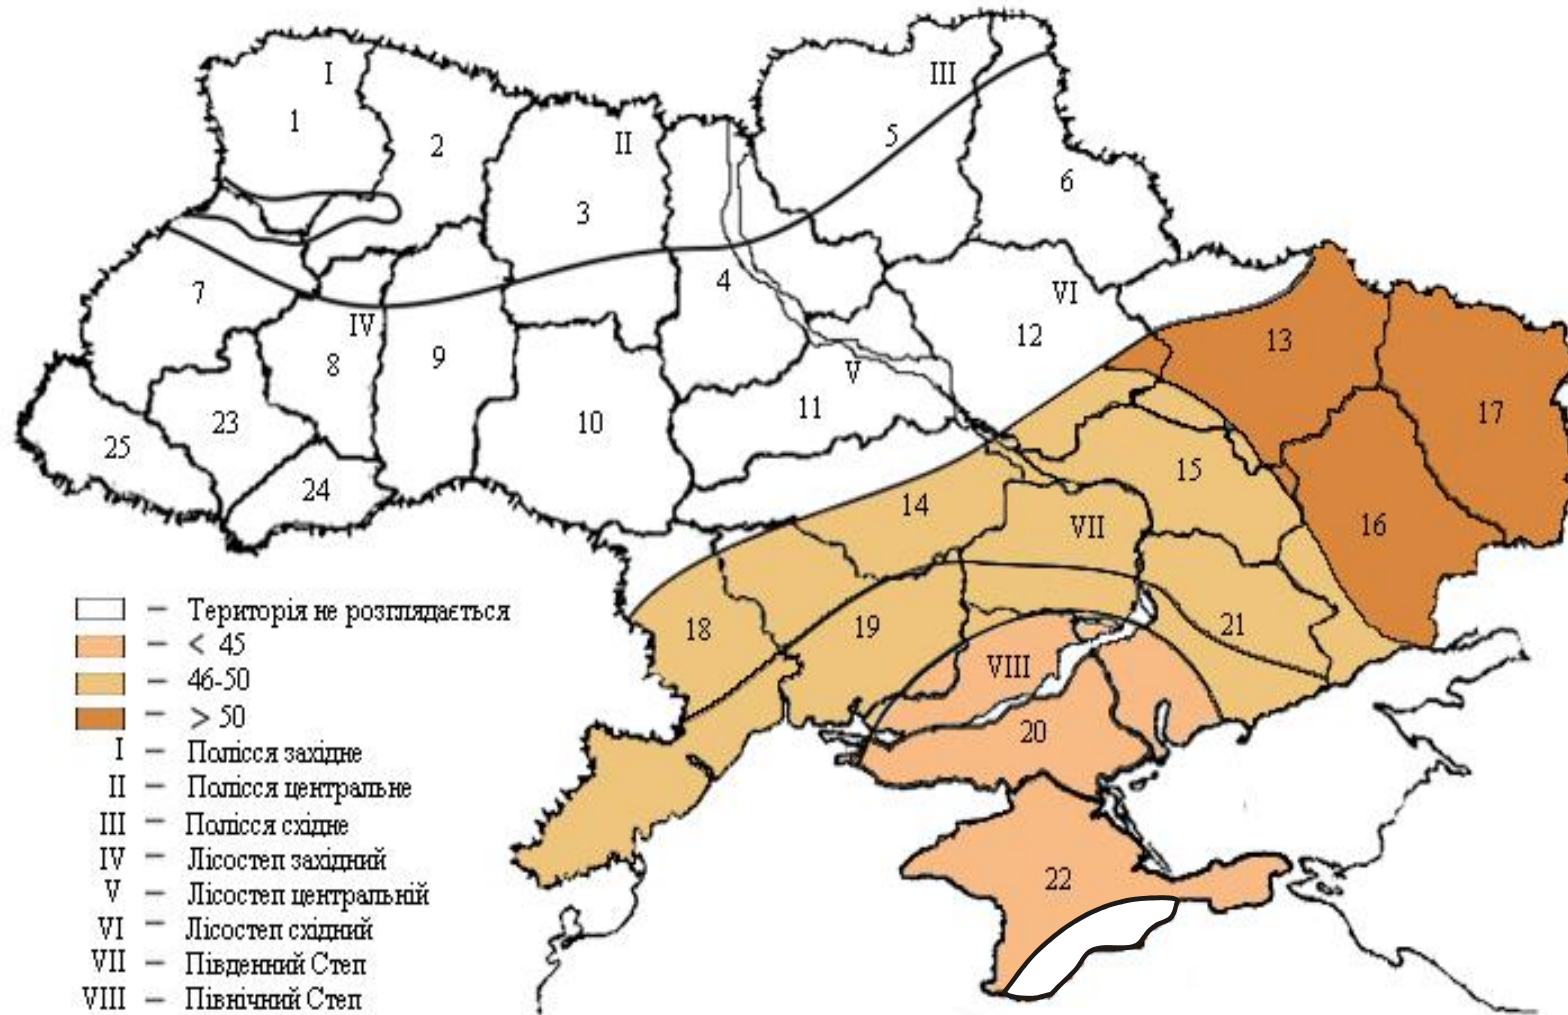 I
III
1
2
II
5
3
6
7
4
VI
IV
12
13
8
9
V
17
25
23
10
11
24
14
15
VII
16
18
19
21
VIII
20
22
— Територія не розглядається
— < 45
— 46-50
— > 50
I — Полісся західне
II — Полісся центральне
III — Полісся східне
IV — Лісостеп західний
V — Лісостеп центральній
VI — Лісостеп східний
VII — Південний Степ
VIII — Північний Степ